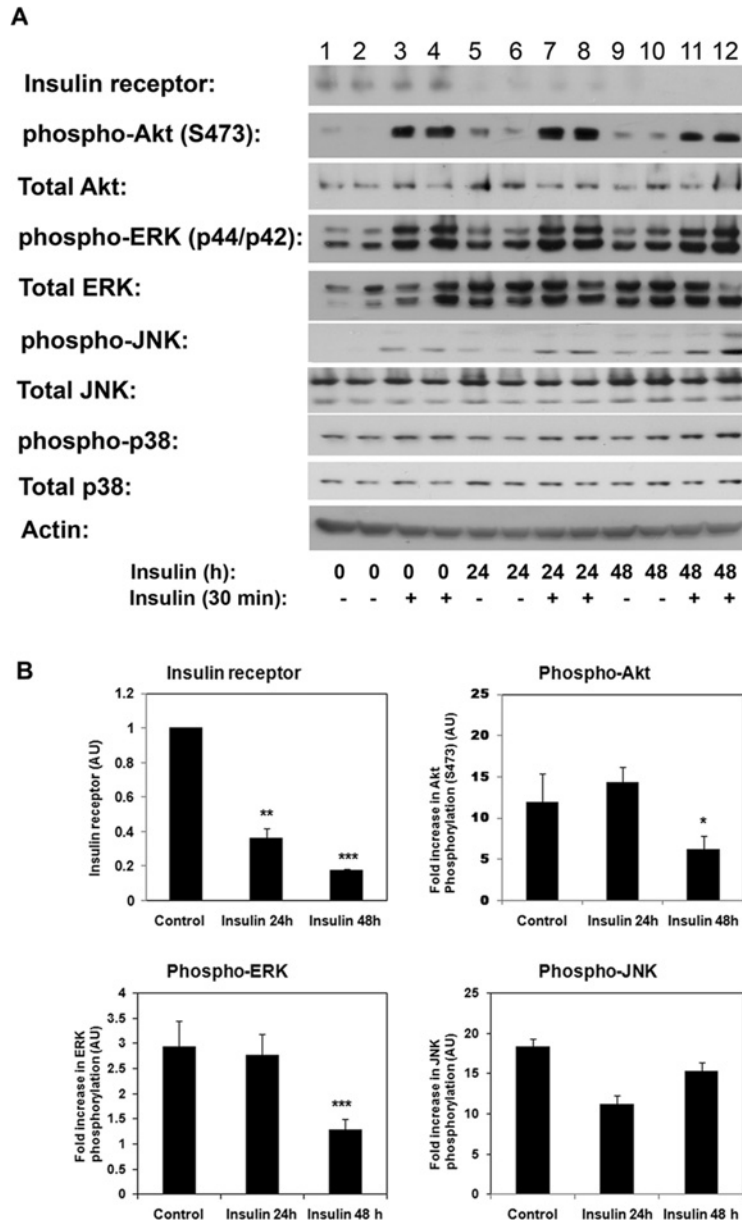 A
1 2 3 4 5 6 7 8 9 10 11 12
Insulin receptor:
phospho-Akt (S473):
Total Akt:
phospho-ERK (p44/p42):
Total ERK:
phospho-JNK:
Total JNK:
phospho-p38:
Total p38:
Actin:
Insulin (h): 0 0 0 0 24 24 24 24 48 48 48 48
Insulin (30 min): - - + + - - + + - - + +
B
Insulin receptor
Insulin receptor (AU)
1.2
1
0.8
0.6
0.4
0.2
0
**
***
Control Insulin 24h Insulin 48h
Phospho-Akt
Fold increase in Akt
Phosphorylation (S473) (AU)
25
20
15
10
5
0
*
Control Insulin 24h Insulin 48h
Phospho-ERK
Fold increase in ERK
phosphorylation (AU)
4
3.5
3
2.5
2
1.5
1
0.5
0
***
Control Insulin 24h Insulin 48 h
Phospho-JNK
Fold increase in JNK
phosphorylation (AU)
25
20
15
10
5
0
Control Insulin 24h Insulin 48h